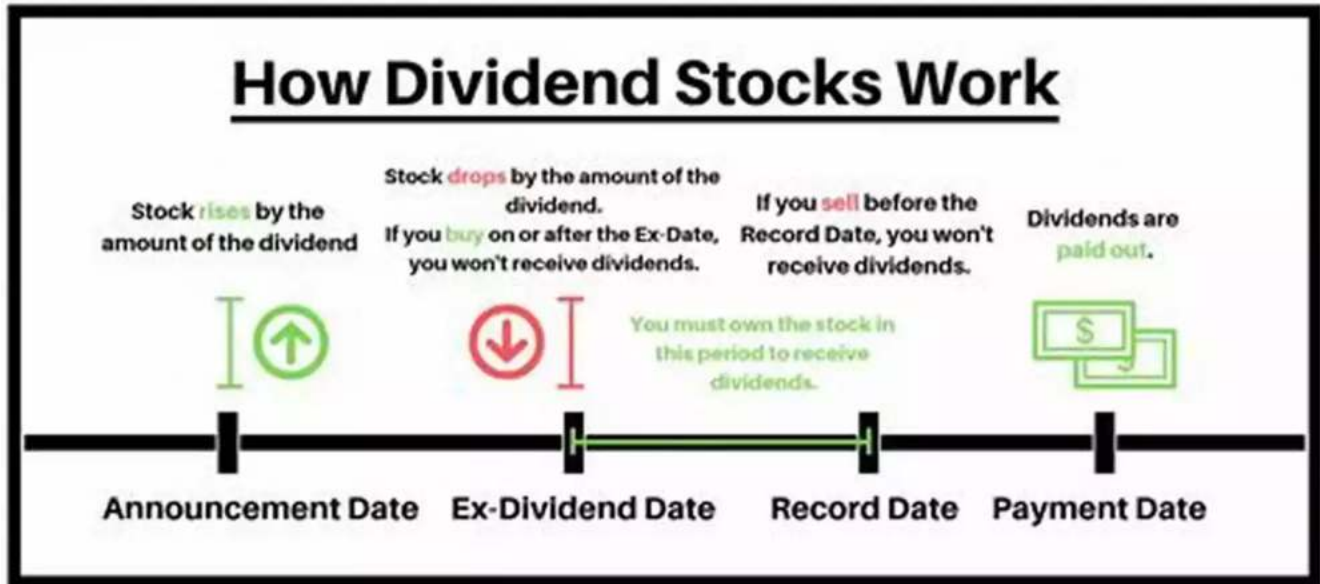 How Dividend Stocks Work
Stock rises by the
amount of the dividend
Stock drops by the amount of the
dividend.
If you buy on or after the Ex-Date,
you won't receive dividends.
If you sell before the
Record Date, you won't
receive dividends.
Dividends are
paid out.
You must own the stock in
this period to receive
dividends.
$
Announcement Date
Ex-Dividend Date
Record Date
Payment Date